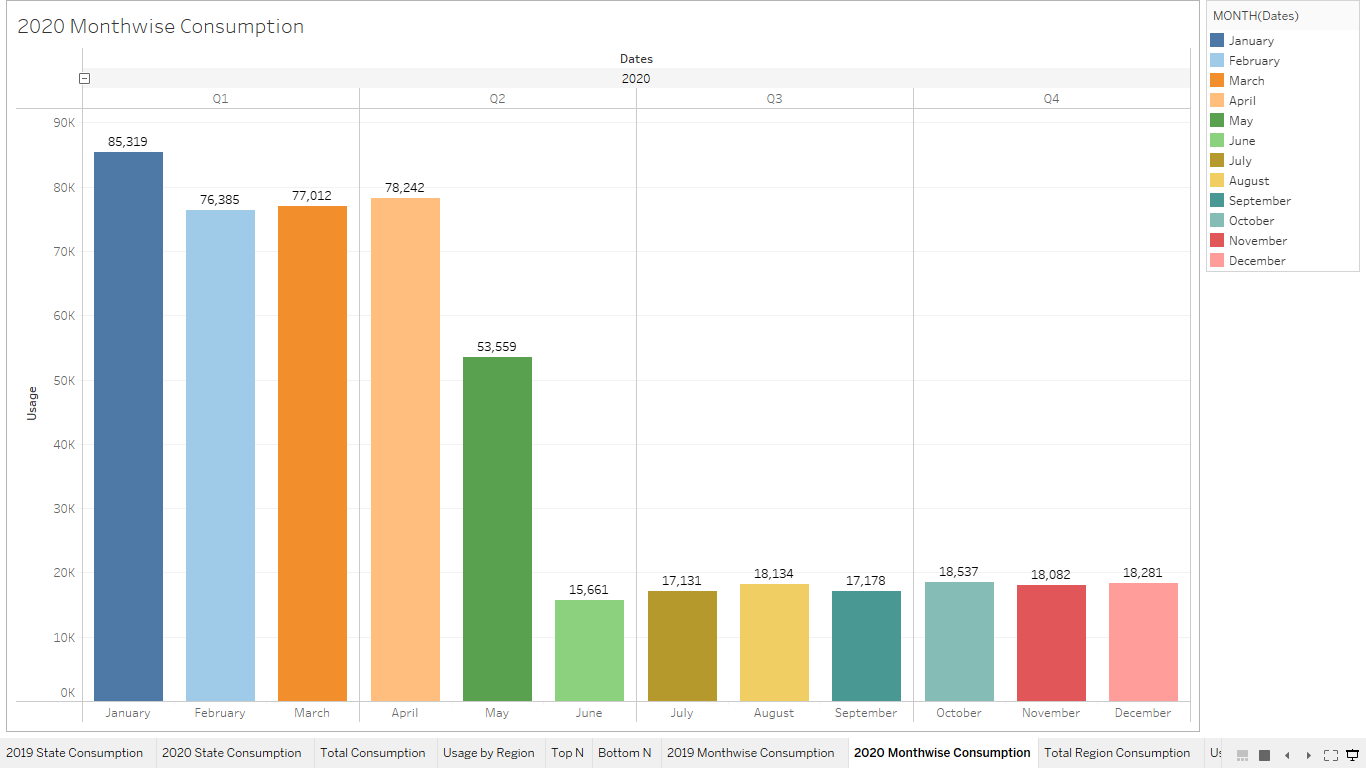 2020 Monthwise Consumption
Dates
2020
Q1 Q2 Q3 Q4
90K
80K
70K
60K
50K
40K
30K
20K
10K
0K
Usage
85,319
76,385
77,012
78,242
53,559
15,661
17,131
18,134
17,178
18,537
18,082
18,281
January February March April May June July August September October November December
MONTH(Dates)
January
February
March
April
May
June
July
August
September
October
November
December
2019 State Consumption 2020 State Consumption Total Consumption Usage by Region Top N Bottom N 2019 Monthwise Consumption 2020 Monthwise Consumption Total Region Consumption